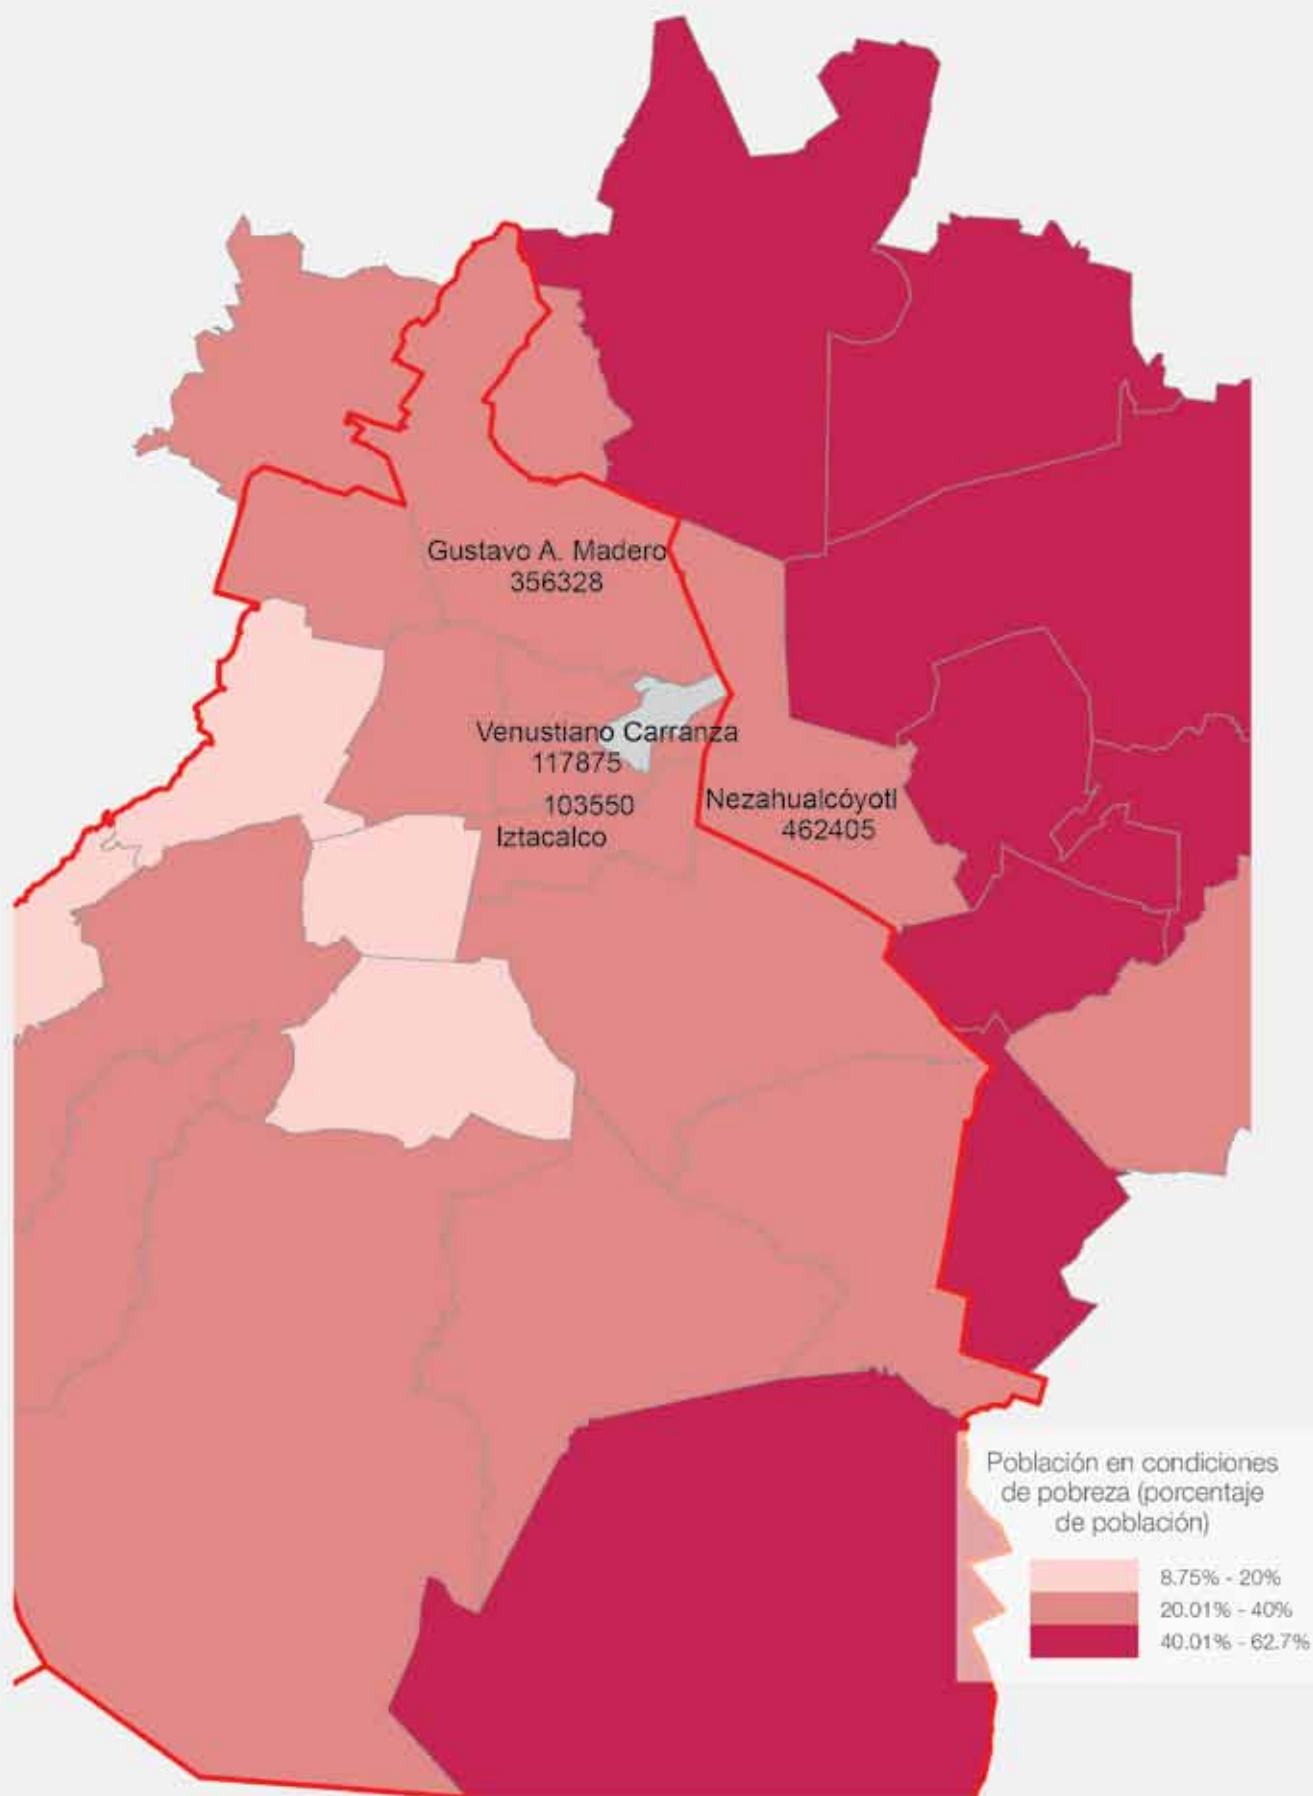 Gustavo A. Madero
356328
Venustiano Carranza
117875
103550
Iztacalco
Nezahualcóyotl
462405
Población en condiciones
de pobreza (porcentaje
de población)
8.75% - 20%
20.01% - 40%
40.01% - 62.7%